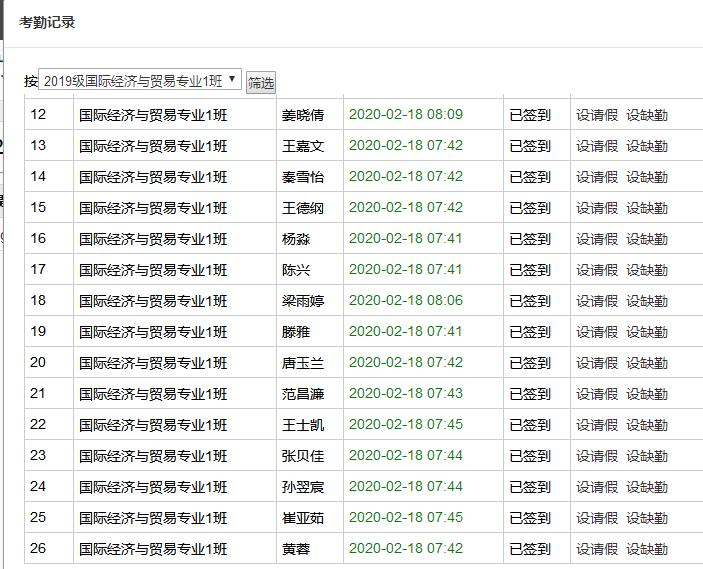 考勤记录
按 2019级国际经济与贸易专业1班 筛选
12 国际经济与贸易专业1班 姜晓倩 2020-02-18 08:09 已签到 设请假 设缺勤
13 国际经济与贸易专业1班 王嘉文 2020-02-18 07:42 已签到 设请假 设缺勤
14 国际经济与贸易专业1班 秦雪怡 2020-02-18 07:42 已签到 设请假 设缺勤
15 国际经济与贸易专业1班 王德纲 2020-02-18 07:42 已签到 设请假 设缺勤
16 国际经济与贸易专业1班 杨淼 2020-02-18 07:41 已签到 设请假 设缺勤
17 国际经济与贸易专业1班 陈兴 2020-02-18 07:41 已签到 设请假 设缺勤
18 国际经济与贸易专业1班 梁雨婷 2020-02-18 08:06 已签到 设请假 设缺勤
19 国际经济与贸易专业1班 滕雅 2020-02-18 07:41 已签到 设请假 设缺勤
20 国际经济与贸易专业1班 唐玉兰 2020-02-18 07:42 已签到 设请假 设缺勤
21 国际经济与贸易专业1班 范昌濂 2020-02-18 07:43 已签到 设请假 设缺勤
22 国际经济与贸易专业1班 王士凯 2020-02-18 07:45 已签到 设请假 设缺勤
23 国际经济与贸易专业1班 张贝佳 2020-02-18 07:44 已签到 设请假 设缺勤
24 国际经济与贸易专业1班 孙翌宸 2020-02-18 07:44 已签到 设请假 设缺勤
25 国际经济与贸易专业1班 崔亚茹 2020-02-18 07:45 已签到 设请假 设缺勤
26 国际经济与贸易专业1班 黄蓉 2020-02-18 07:42 已签到 设请假 设缺勤